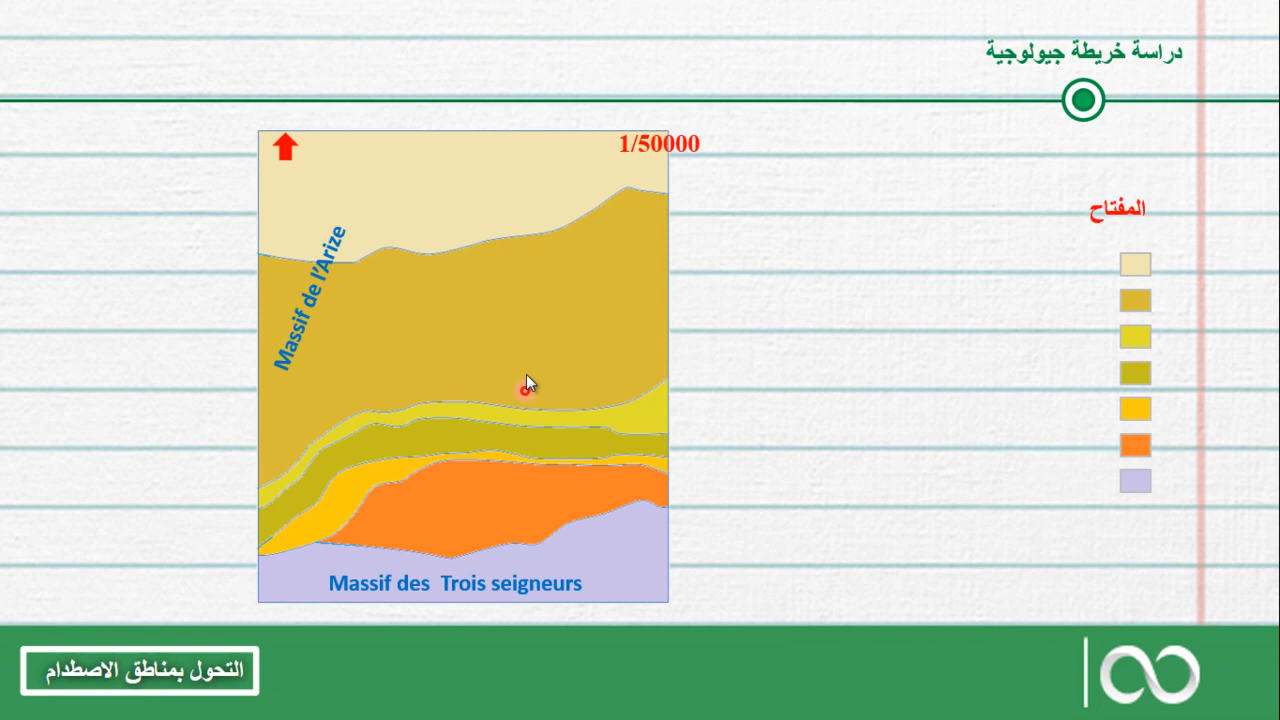 دراسة خريطة جيولوجية
1/50000
المفتاح
Massif de l'Arize
Massif des Trois seigneurs
التحول بمناطق الاصطدام